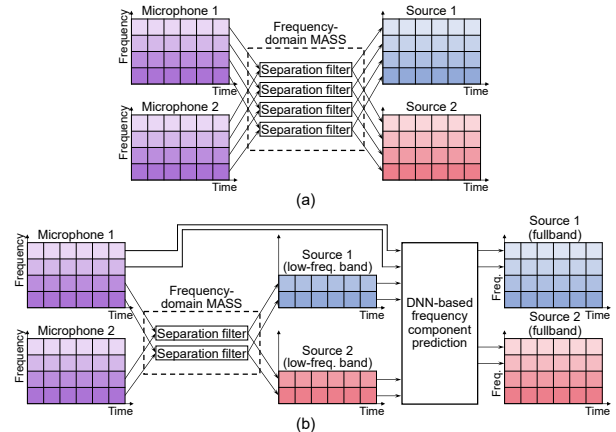 Microphone 1
Frequency
Time
Microphone 2
Frequency
Time
Frequency-
domain MASS
Separation filter
Separation filter
Separation filter
Separation filter
Source 1
Time
Source 2
Time
(a)
Microphone 1
Frequency
Time
Microphone 2
Frequency
Time
Frequency-
domain MASS
Separation filter
Separation filter
Source 1
(low-freq. band)
Time
Source 2
(low-freq. band)
Time
DNN-based
frequency
component
prediction
Source 1
(fullband)
Freq.
Time
Source 2
(fullband)
Freq.
Time
(b)